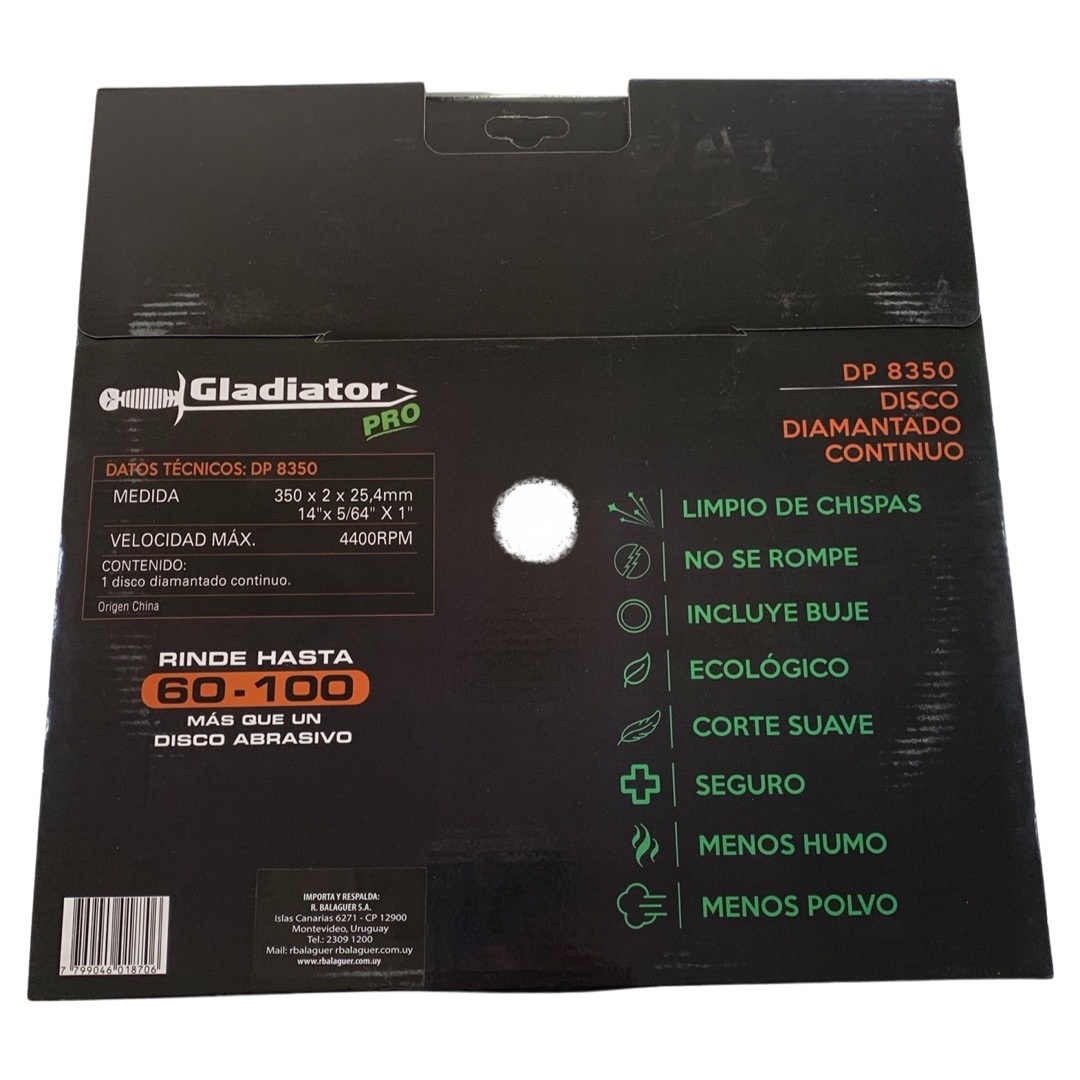 Gladiator
PRO
DP 8350
DISCO
DIAMANTADO
CONTINUO
DATOS TÉCNICOS: DP 8350
MEDIDA 350 x 2 x 25,4mm
14"x 5/64" X 1"
VELOCIDAD MÁX. 4400RPM
CONTENIDO:
1 disco diamantado continuo.
Origen China
RINDE HASTA
60-100
MÁS QUE UN
DISCO ABRASIVO
LIMPIO DE CHISPAS
NO SE ROMPE
INCLUYE BUJE
ECOLÓGICO
CORTE SUAVE
SEGURO
MENOS HUMO
MENOS POLVO
7 799046 018706
IMPORTA Y RESPALDA:
R. BALAGUER S.A.
Islas Canarias 6271 - CP 12900
Montevideo, Uruguay
Tel.: 2309 1200
Mail: rbalaguer rbalaguer.com.uy
www.rbalaguer.com.uy